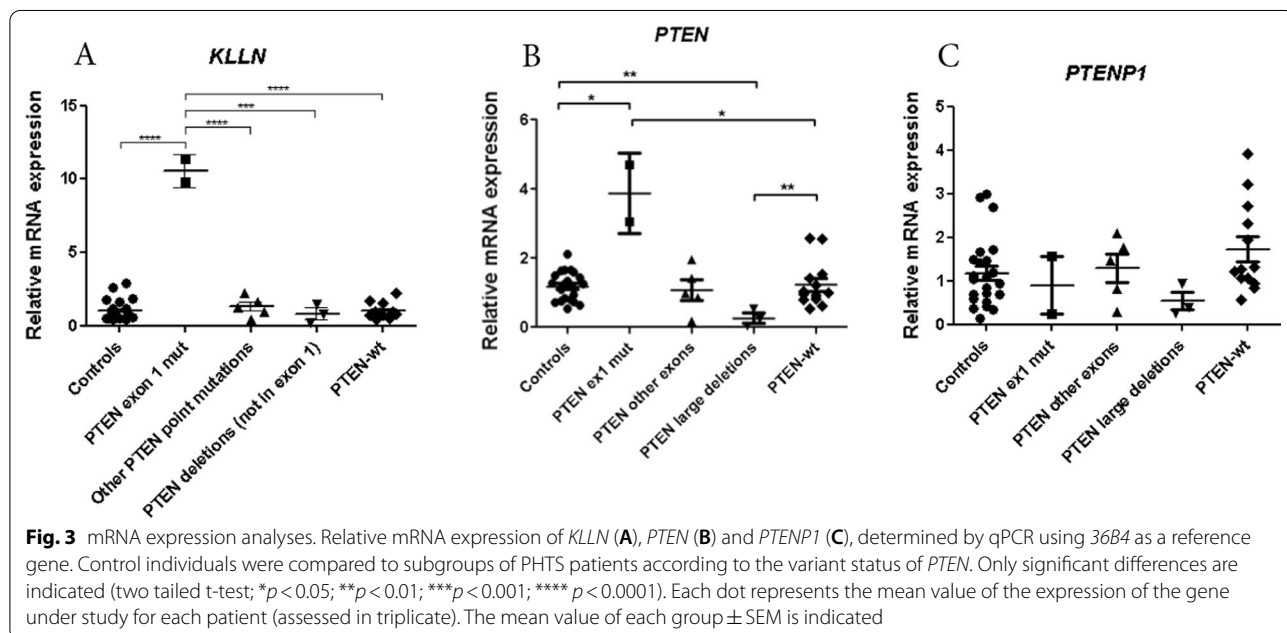 A
KLLN
Relative mRNA expression
15
10
5
0
****
****
***
****
Controls
PTEN exon 1 mut
Other PTEN point mutations
PTEN deletions (not in exon 1)
PTEN-wt
B
PTEN
Relative mRNA expression
6
4
2
0
**
*
*
**
Controls
PTEN ex1 mut
PTEN other exons
PTEN large deletions
PTEN-wt
C
PTENP1
Relative mRNA expression
5
4
3
2
1
0
Controls
PTEN ex1 mut
PTEN other exons
PTEN large deletions
PTEN-wt
Fig. 3 mRNA expression analyses. Relative mRNA expression of KLLN (A), PTEN (B) and PTENP1 (C), determined by qPCR using 36B4 as a reference
gene. Control individuals were compared to subgroups of PHTS patients according to the variant status of PTEN. Only significant differences are
indicated (two tailed t-test; *p < 0.05; **p < 0.01; ***p < 0.001; **** p < 0.0001). Each dot represents the mean value of the expression of the gene
under study for each patient (assessed in triplicate). The mean value of each group ± SEM is indicated